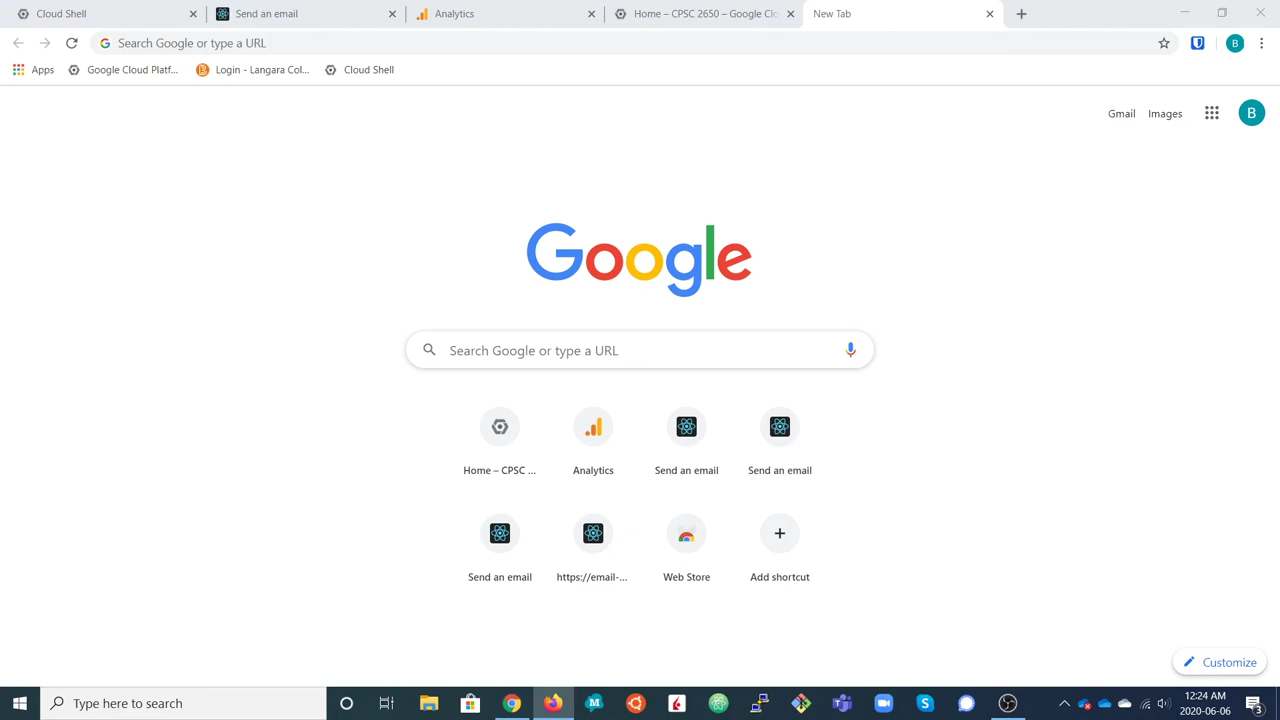 Cloud Shell
Send an email
Analytics
Home – CPSC 2650 – Google Clo
New Tab
Search Google or type a URL
B
Apps
Google Cloud Platf...
Login - Langara Col...
Cloud Shell
Gmail
Images
B
Google
Search Google or type a URL
Home – CPSC ...
Analytics
Send an email
Send an email
Send an email
https://email-...
Web Store
Add shortcut
Customize
Type here to search
12:24 AM
2020-06-06
3